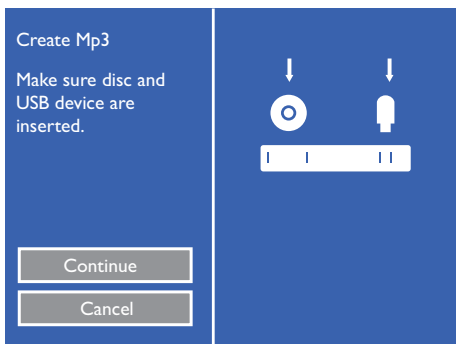 Create Mp3
Make sure disc and
USB device are
inserted.
Continue
Cancel